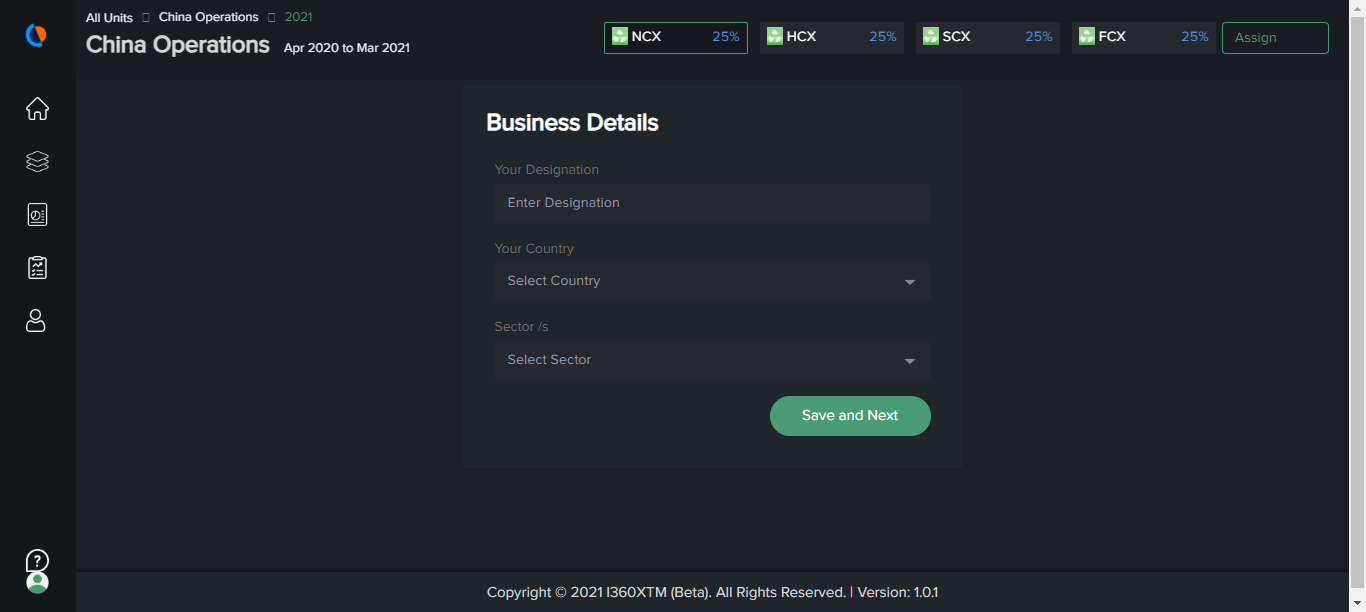 All Units China Operations 2021
China Operations Apr 2020 to Mar 2021
NCX 25% HCX 25% SCX 25% FCX 25% Assign
Business Details
Your Designation
Enter Designation
Your Country
Select Country
Sector /s
Select Sector
Save and Next
?
Copyright © 2021 I360XTM (Beta). All Rights Reserved. | Version: 1.0.1